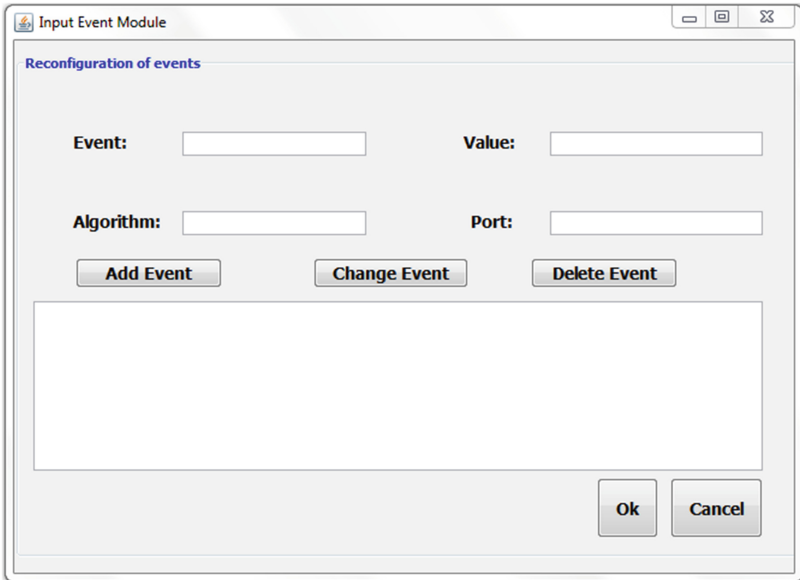 Input Event Module
Reconfiguration of events
Event:
Value:
Algorithm:
Port:
Add Event
Change Event
Delete Event
Ok
Cancel